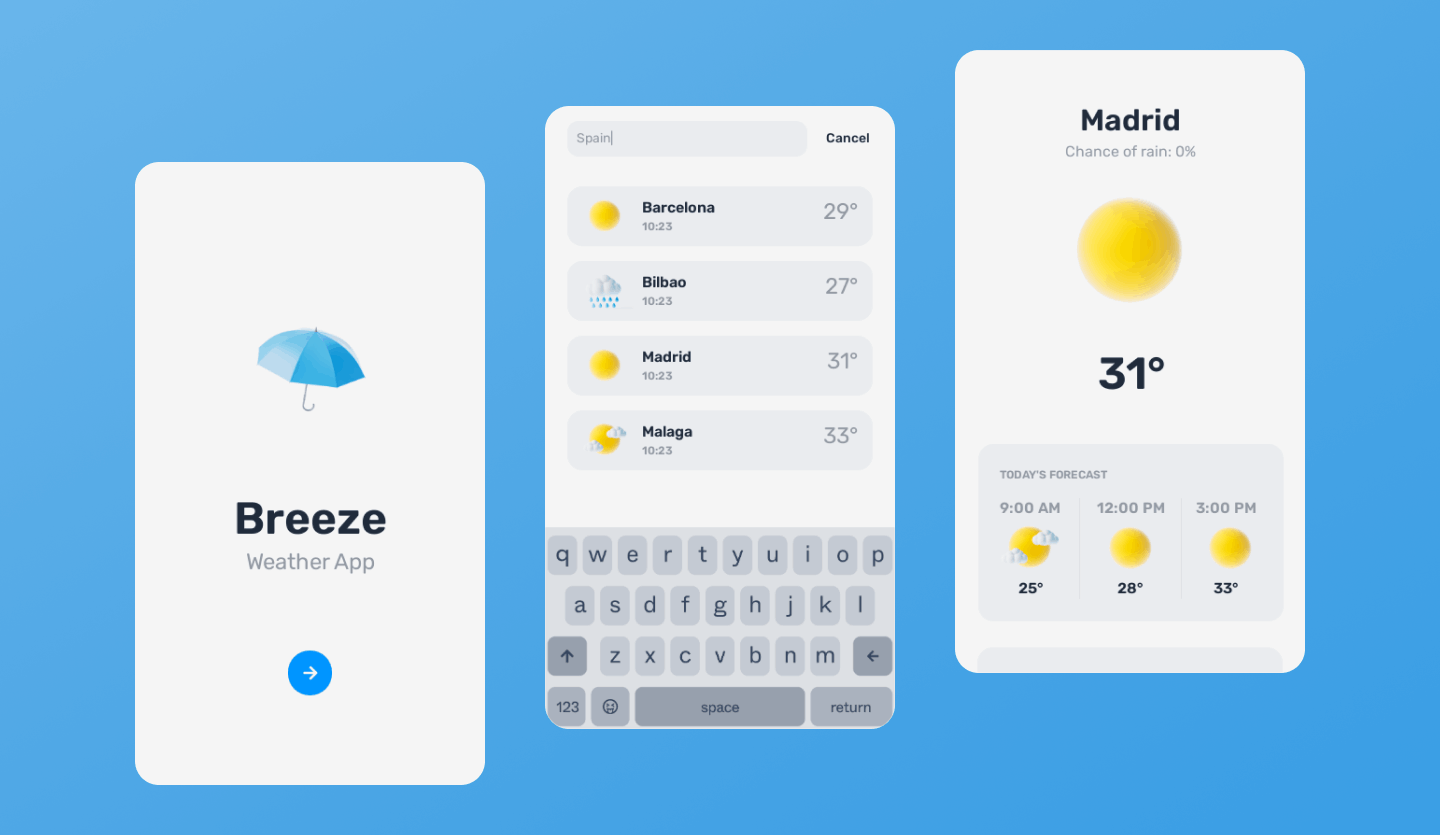 Breeze
Weather App
Spain
Cancel
Barcelona
10:23
29°
Bilbao
10:23
27°
Madrid
10:23
31°
Malaga
10:23
33°
q w e r t y u i o p
a s d f g h j k l
z x c v b n m
123 space return
Madrid
Chance of rain: 0%
31°
TODAY'S FORECAST
9:00 AM 12:00 PM 3:00 PM
25° 28° 33°